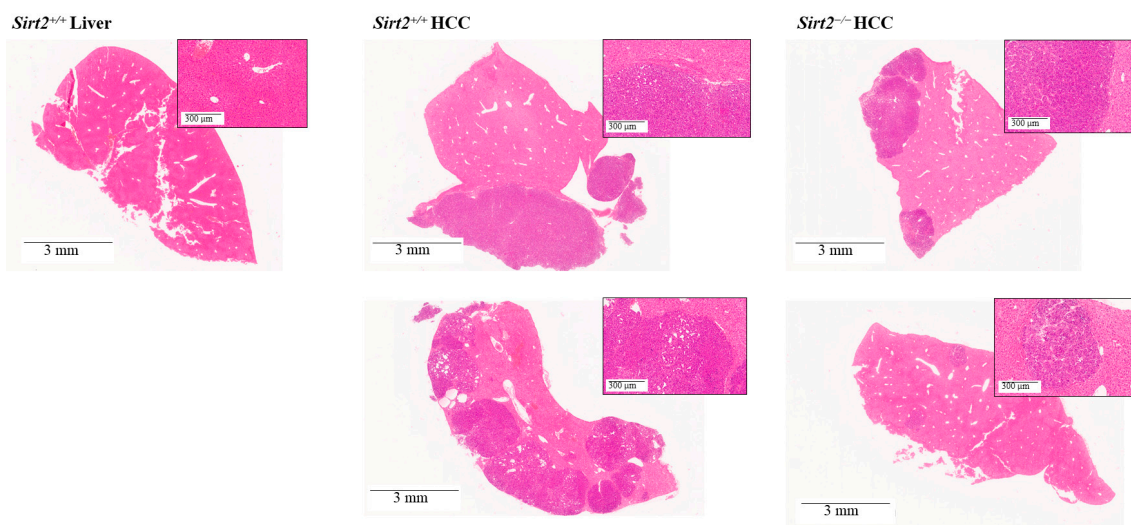 Sirt2+/+ Liver
Sirt2+/+ HCC
Sirt2−/− HCC
300 µm
300 µm
300 µm
3 mm
3 mm
3 mm
300 µm
300 µm
3 mm
3 mm